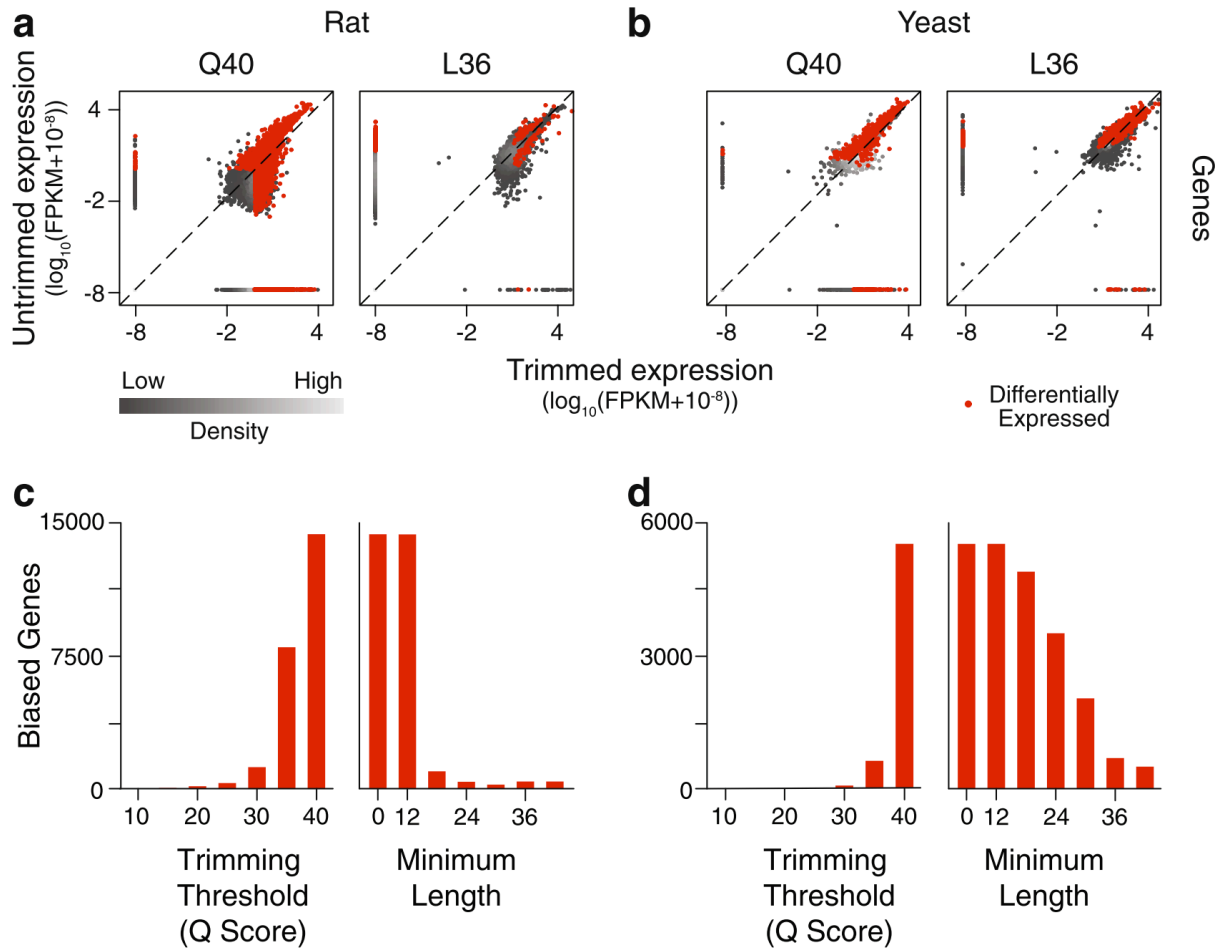 a
Rat
b
Yeast
Q40
L36
Q40
L36
Untrimmed expression
(log10(FPKM+10-8))
4
-2
-8
-8
-2
4
-8
-2
4
-8
-2
4
-8
-2
4
Genes
Low
High
Density
Trimmed expression
(log10(FPKM+10-8))
Differentially
Expressed
c
d
Biased Genes
15000
7500
0
10
20
30
40
0
12
24
36
6000
3000
0
10
20
30
40
0
12
24
36
Trimming
Threshold
(Q Score)
Minimum
Length
Trimming
Threshold
(Q Score)
Minimum
Length